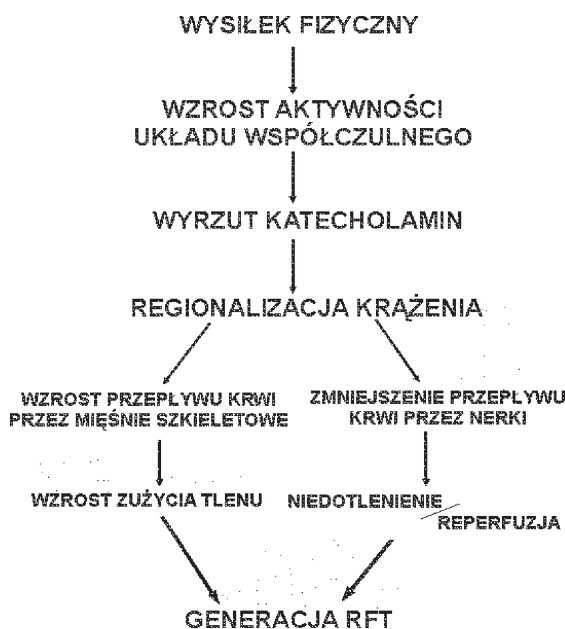 WYSIŁEK FIZYCZNY
WZROST AKTYWNOŚCI
UKŁADU WSPÓŁCZULNEGO
WYRZUT KATECHOLAMIN
REGIONALIZACJA KRĄŻENIA
WZROST PRZEPŁYWU KRWI
PRZEZ MIĘŚNIE SZKIELETOWE
ZMNIEJSZENIE PRZEPŁYWU
KRWI PRZEZ NERKI
WZROST ZUŻYCIA TLENU
NIEDOTLENIENIE
REPERFUZJA
GENERACJA RFT